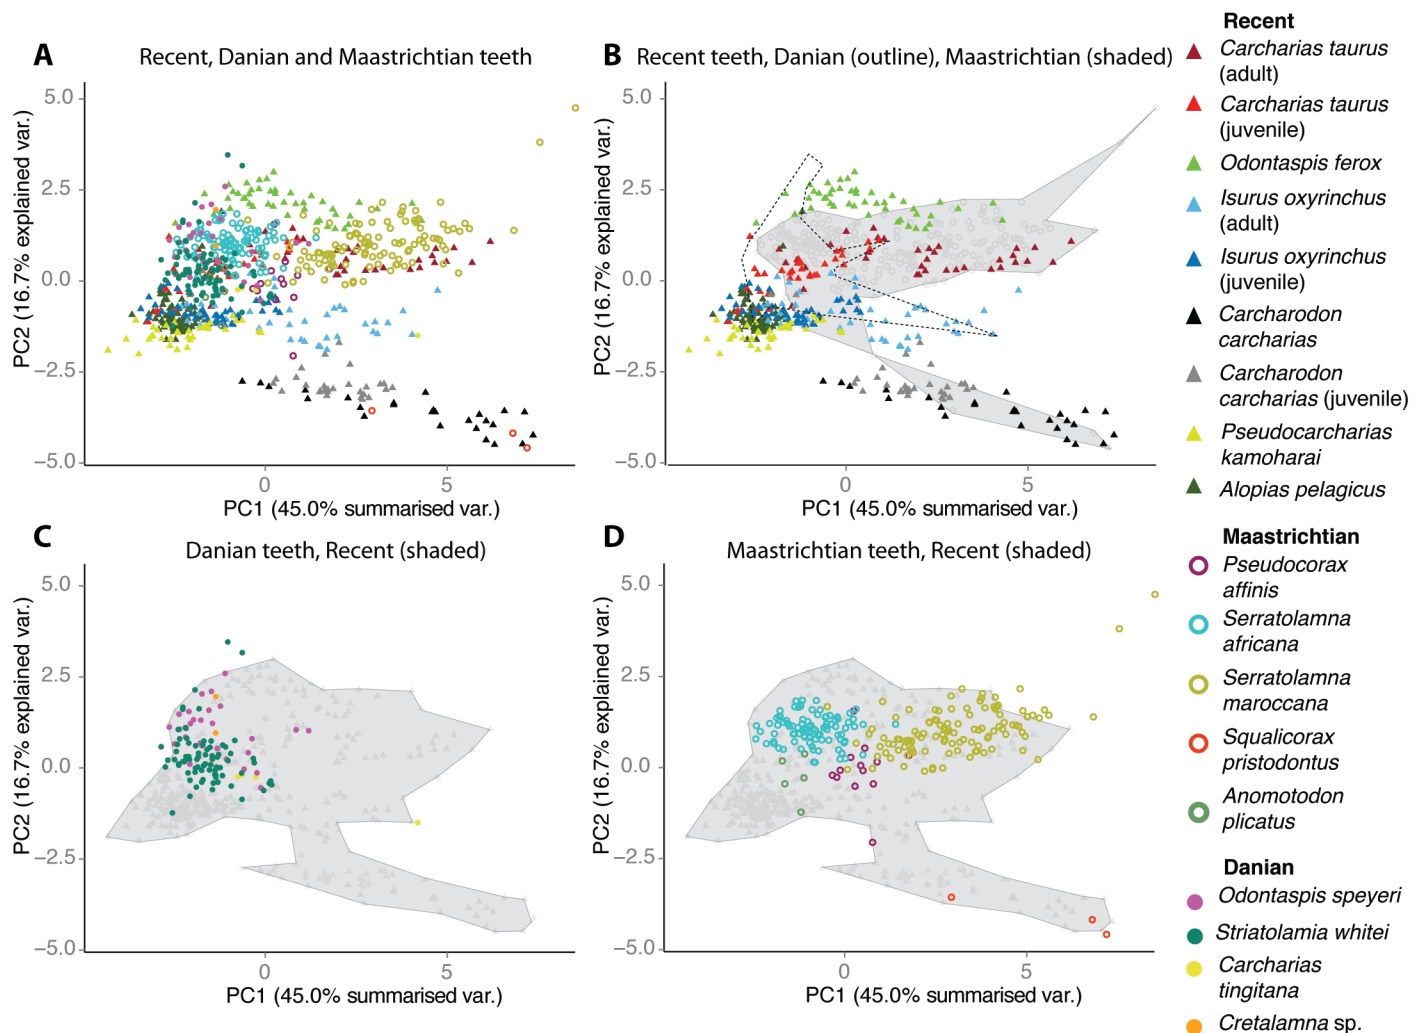 A
Recent, Danian and Maastrichtian teeth
PC2 (16.7% explained var.)
5.0
2.5
0.0
−2.5
−5.0
0
5
PC1 (45.0% summarised var.)
B
Recent teeth, Danian (outline), Maastrichtian (shaded)
PC2 (16.7% explained var.)
5.0
2.5
0.0
−2.5
−5.0
0
5
PC1 (45.0% summarised var.)
C
Danian teeth, Recent (shaded)
PC2 (16.7% explained var.)
5.0
2.5
0.0
−2.5
−5.0
0
5
PC1 (45.0% summarised var.)
D
Maastrichtian teeth, Recent (shaded)
PC2 (16.7% explained var.)
5.0
2.5
0.0
−2.5
−5.0
0
5
PC1 (45.0% summarised var.)
Recent
Carcharias taurus
(adult)
Carcharias taurus
(juvenile)
Odontaspis ferox
Isurus oxyrinchus
(adult)
Isurus oxyrinchus
(juvenile)
Carcharodon
carcharias
Carcharodon
carcharias (juvenile)
Pseudocarcharias
kamoharai
Alopias pelagicus
Maastrichtian
Pseudocorax
affinis
Serratolamna
africana
Serratolamna
maroccana
Squalicorax
pristodontus
Anomotodon
plicatus
Danian
Odontaspis speyeri
Striatolamia whitei
Carcharias
tingitana
Cretalamna sp.